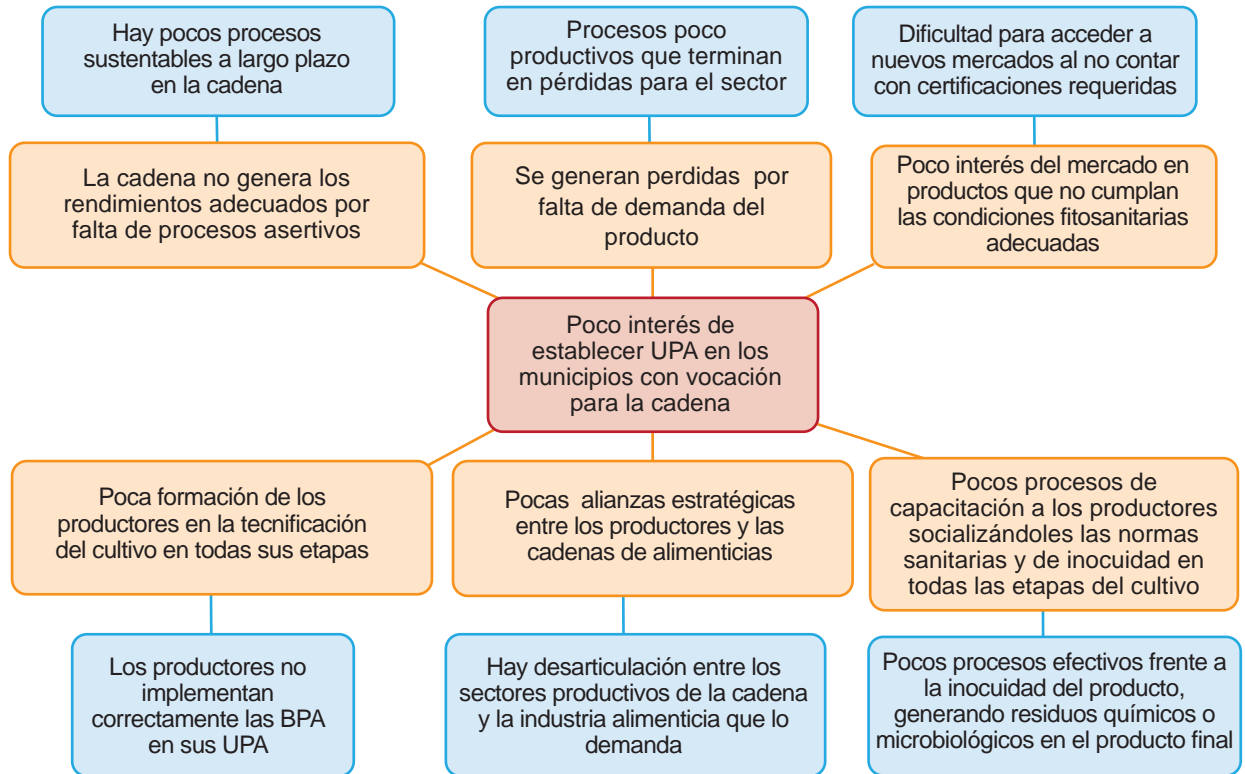 Hay pocos procesos
sustentables a largo plazo
en la cadena
Procesos poco
productivos que terminan
en pérdidas para el sector
Dificultad para acceder a
nuevos mercados al no contar
con certificaciones requeridas
La cadena no genera los
rendimientos adecuados por
falta de procesos asertivos
Se generan perdidas por
falta de demanda del
producto
Poco interés del mercado en
productos que no cumplan
las condiciones fitosanitarias
adecuadas
Poco interés de
establecer UPA en los
municipios con vocación
para la cadena
Poca formación de los
productores en la tecnificación
del cultivo en todas sus etapas
Pocas alianzas estratégicas
entre los productores y las
cadenas de alimenticias
Pocos procesos de
capacitación a los productores
socializándoles las normas
sanitarias y de inocuidad en
todas las etapas del cultivo
Los productores no
implementan
correctamente las BPA
en sus UPA
Hay desarticulación entre los
sectores productivos de la cadena
y la industria alimenticia que lo
demanda
Pocos procesos efectivos frente a
la inocuidad del producto,
generando residuos químicos o
microbiológicos en el producto final